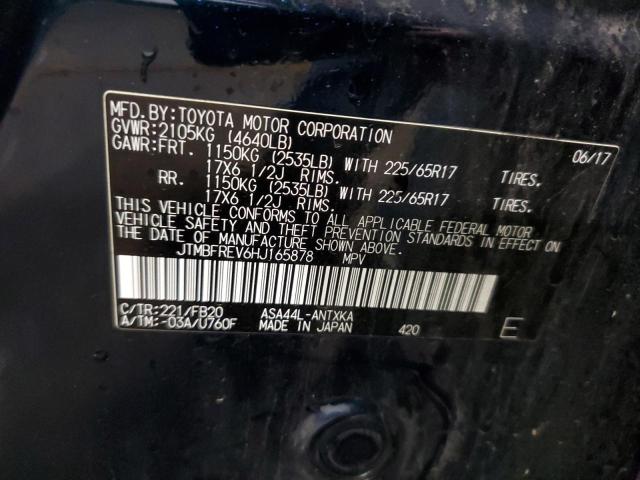 MFD.BY:TOYOTA MOTOR CORPORATION 06/17
GVWR:2105KG (4640LB)
GAWR:FRT. 1150KG (2535LB) WITH 225/65R17 TIRES.
17X6 1/2J RIMS.
RR. 1150KG (2535LB) WITH 225/65R17 TIRES.
17X6 1/2J RIMS.
THIS VEHICLE CONFORMS TO ALL APPLICABLE FEDERAL MOTOR
VEHICLE SAFETY AND THEFT PREVENTION STANDARDS IN EFFECT ON
THE DATE OF MANUFACTURE SHOWN ABOVE.
JTMBFREV6HJ165878 MPV
C/TR:221/FB20 ASA44L-ANTXKA
A/TM:-03A/U760F MADE IN JAPAN 420 E